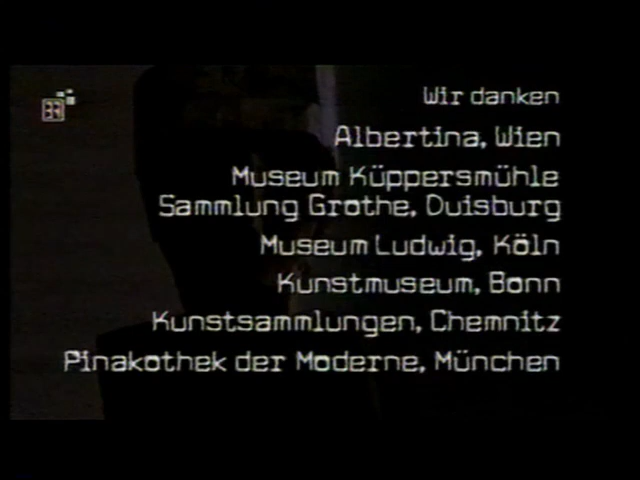 Wir danken
Albertina, Wien
Museum Küppersmühle
Sammlung Grothe, Duisburg
Museum Ludwig, Köln
Kunstmuseum, Bonn
Kunstsammlungen, Chemnitz
Pinakothek der Moderne, München